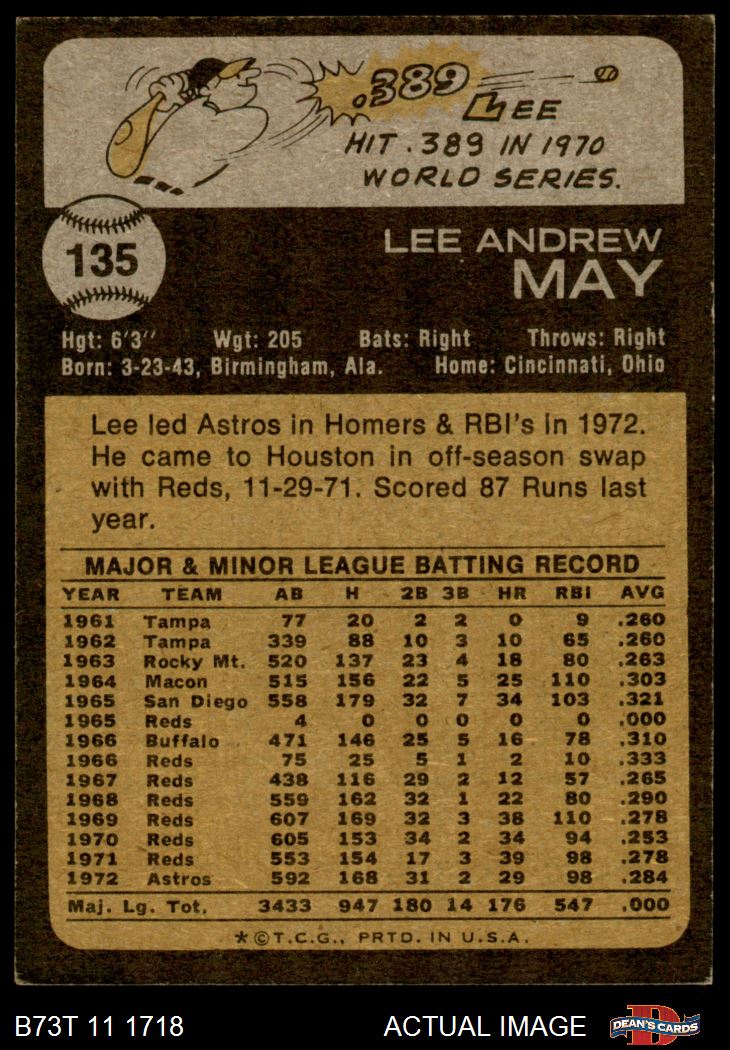 .389
LEE
HIT .389 IN 1970
WORLD SERIES.
135
LEE ANDREW
MAY
Hgt: 6'3" Wgt: 205 Bats: Right Throws: Right
Born: 3-23-43, Birmingham, Ala. Home: Cincinnati, Ohio
Lee led Astros in Homers & RBI's in 1972.
He came to Houston in off-season swap
with Reds, 11-29-71. Scored 87 Runs last
year.
MAJOR & MINOR LEAGUE BATTING RECORD
YEAR TEAM AB H 2B 3B HR RBI AVG
1961 Tampa 77 20 2 2 0 9 .260
1962 Tampa 339 88 10 3 10 65 .260
1963 Rocky Mt. 520 137 23 4 18 80 .263
1964 Macon 515 156 22 5 25 110 .303
1965 San Diego 558 179 32 7 34 103 .321
1965 Reds 4 0 0 0 0 0 .000
1966 Buffalo 471 146 25 5 16 78 .310
1966 Reds 75 25 5 1 2 10 .333
1967 Reds 438 116 29 2 12 57 .265
1968 Reds 559 162 32 1 22 80 .290
1969 Reds 607 169 32 3 38 110 .278
1970 Reds 605 153 34 2 34 94 .253
1971 Reds 553 154 17 3 39 98 .278
1972 Astros 592 168 31 2 29 98 .284
Maj. Lg. Tot. 3433 947 180 14 176 547 .000
*©T.C.G., PRTD. IN U.S.A.
B73T 11 1718 ACTUAL IMAGE
D
DEAN'S CARDS